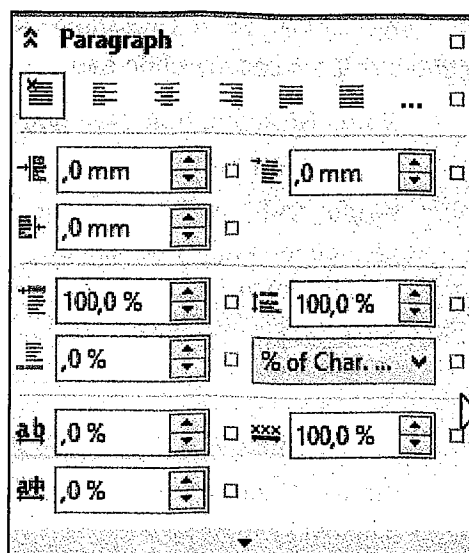 Paragraph
...
,0 mm ,0 mm
,0 mm
100,0 % 100,0 %
,0 % % of Char. ...
ab ,0 % xxx 100,0 %
ab ,0 %